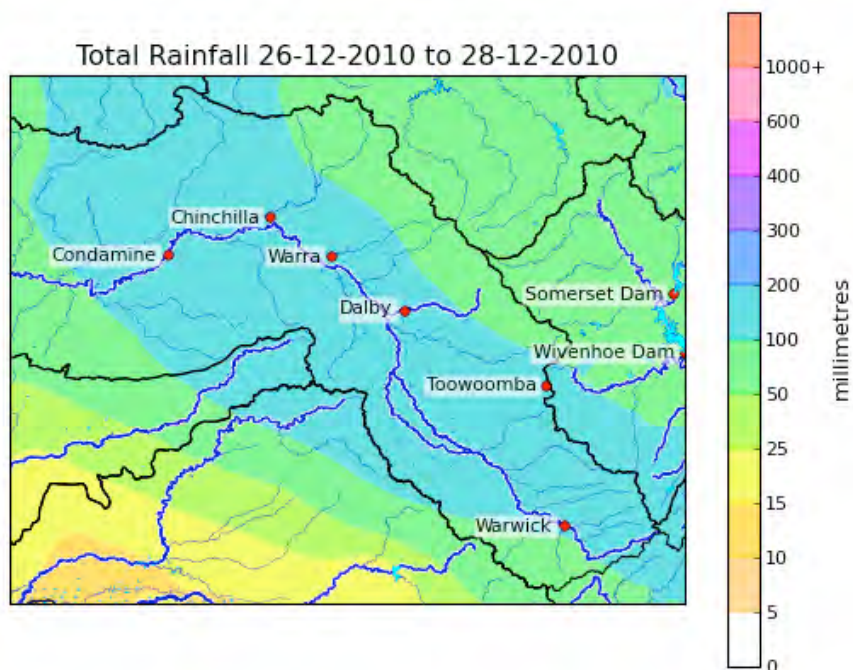 Total Rainfall 26-12-2010 to 28-12-2010
Chinchilla
Condamine
Warra
Dalby
Somerset Dam
Wivenhoe Dam
Toowoomba
Warwick
1000+
600
400
300
200
100
50
25
15
10
5
0
millimetres